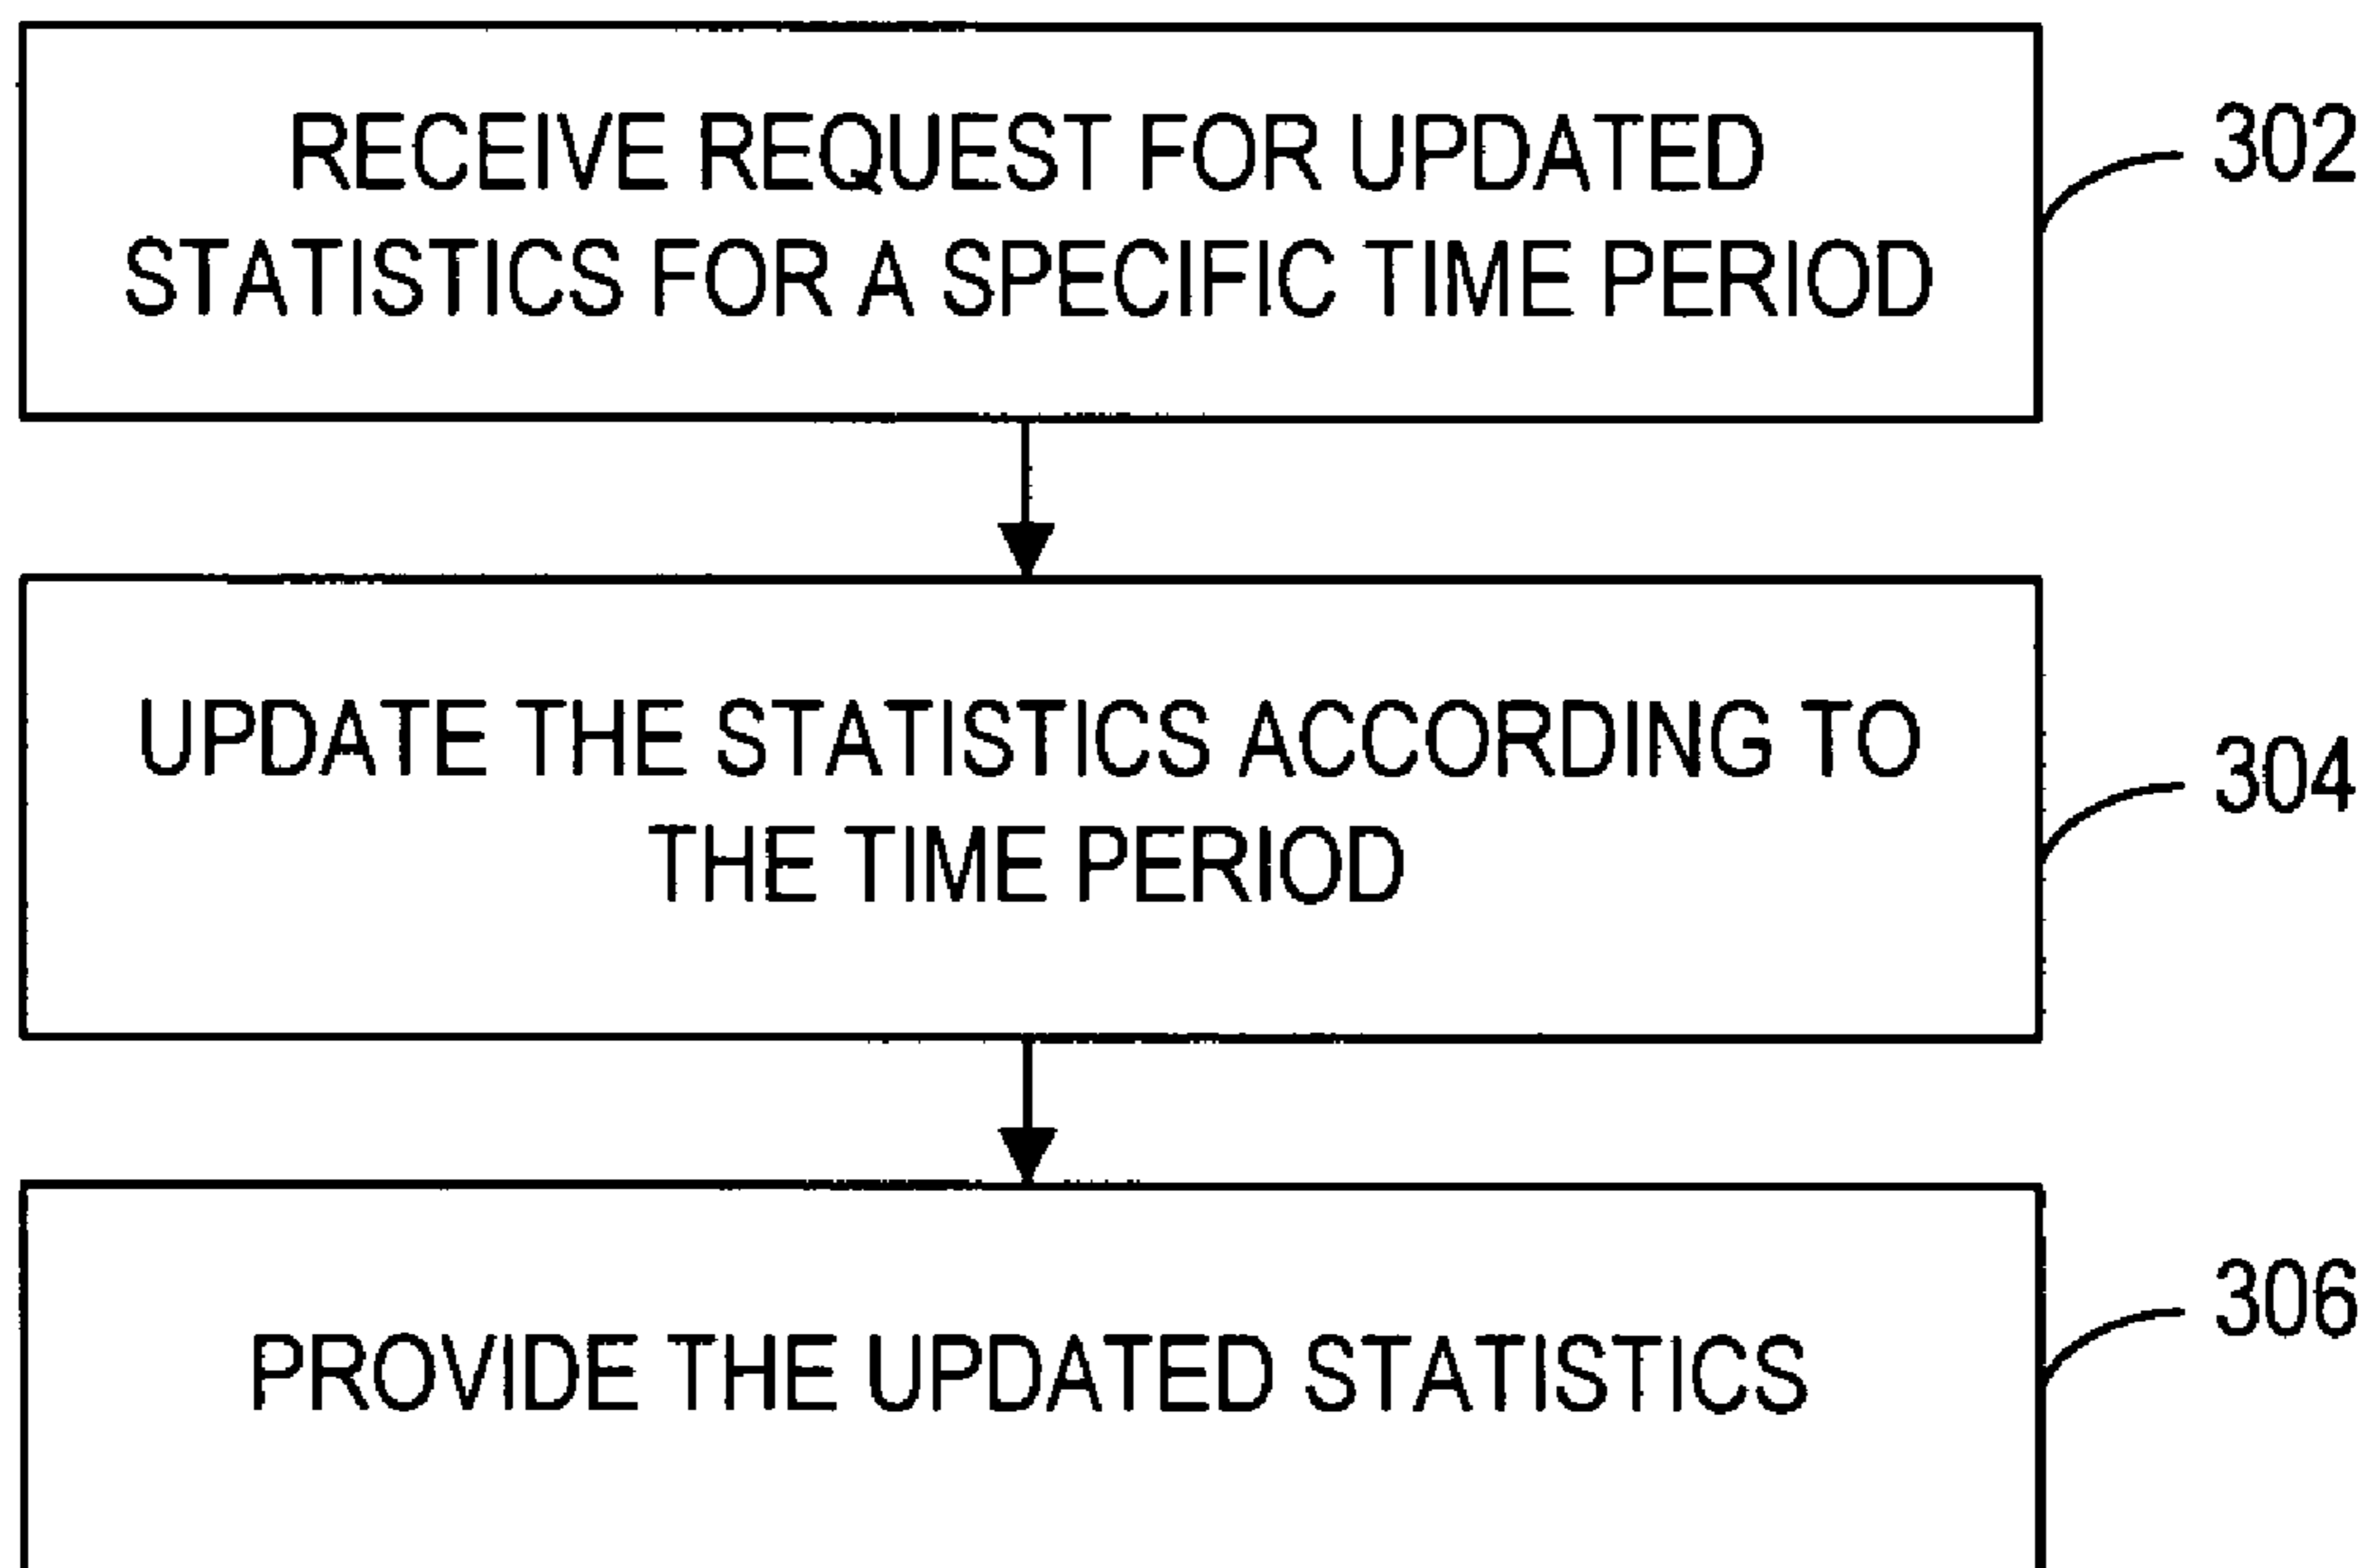 RECEIVE REQUEST FOR UPDATED
STATISTICS FOR A SPECIFIC TIME PERIOD
302
UPDATE THE STATISTICS ACCORDING TO
THE TIME PERIOD
304
PROVIDE THE UPDATED STATISTICS
306